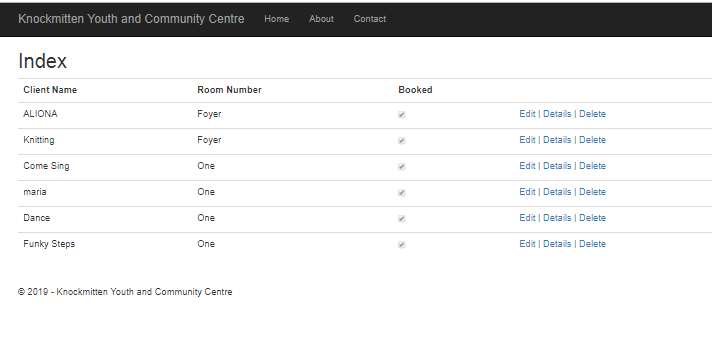 Knockmitten Youth and Community Centre Home About Contact
Index
Client Name Room Number Booked
ALIONA Foyer Edit | Details | Delete
Knitting Foyer Edit | Details | Delete
Come Sing One Edit | Details | Delete
maria One Edit | Details | Delete
Dance One Edit | Details | Delete
Funky Steps One Edit | Details | Delete
© 2019 - Knockmitten Youth and Community Centre